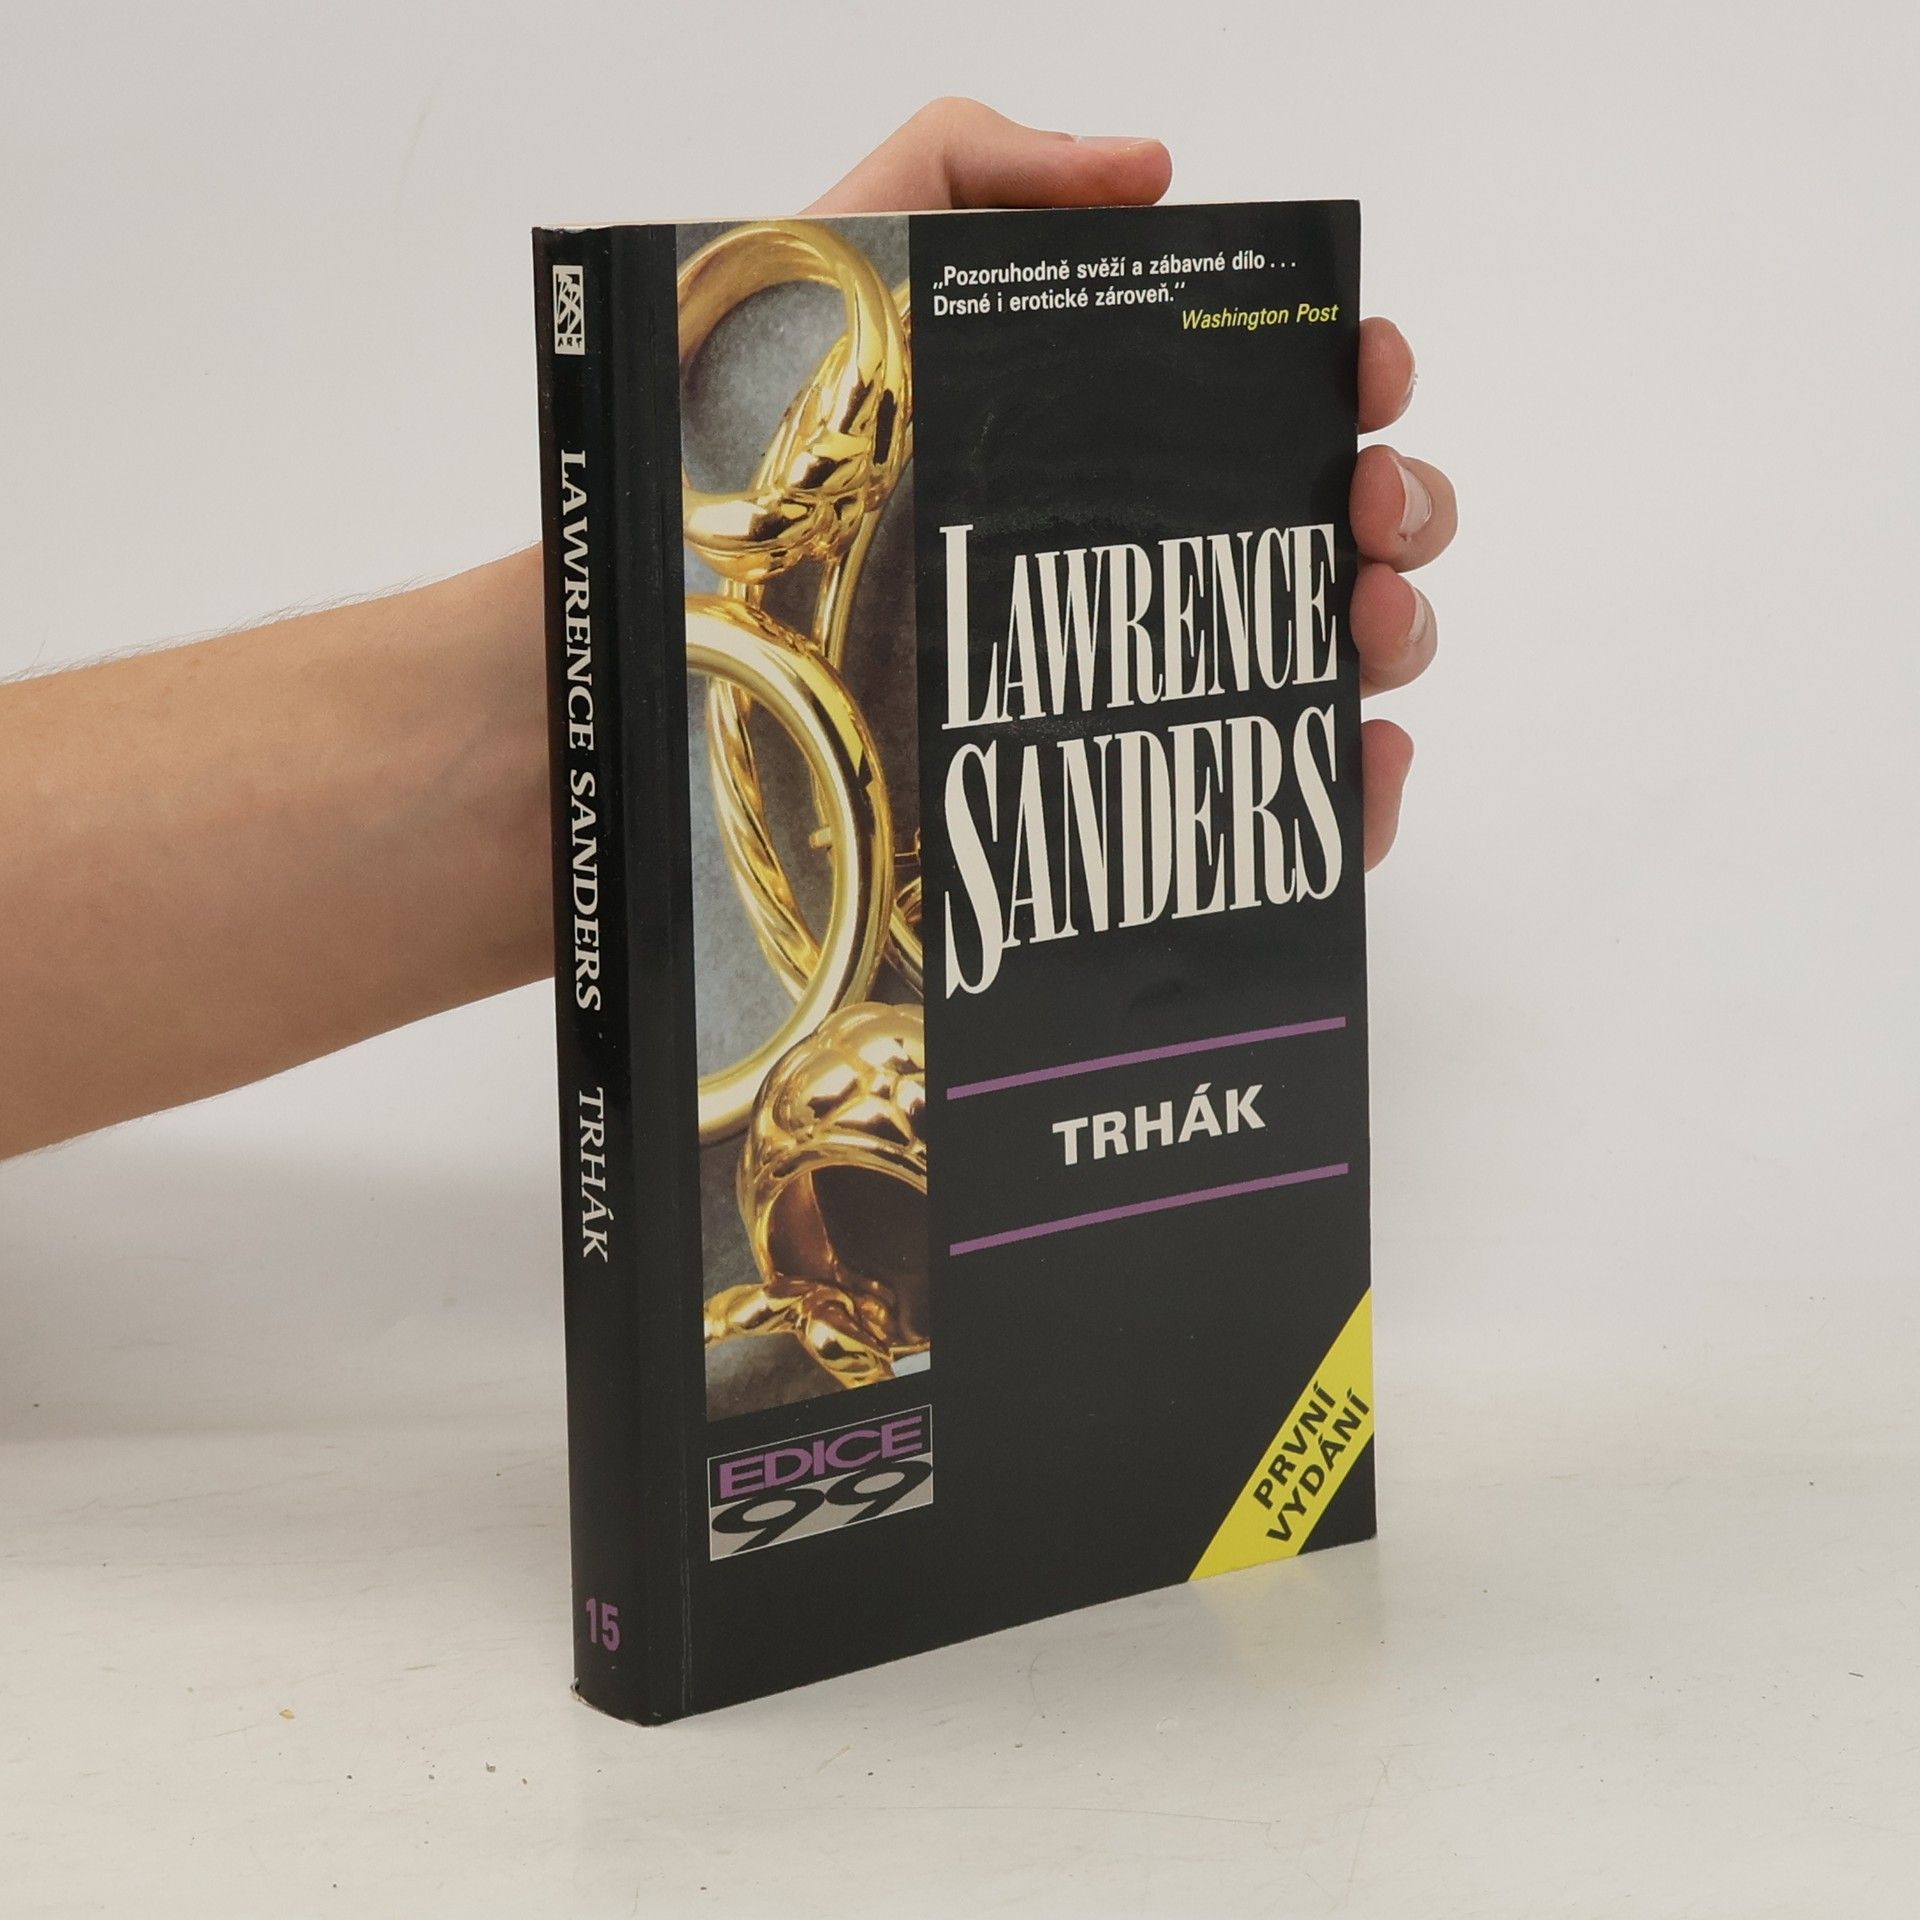 ART
LAWRENCE SANDERS TRHÁK
15
„Pozoruhodně svěží a zábavné dílo...
Drsné i erotické zároveň.“
Washington Post
LAWRENCE
SANDERS
TRHÁK
EDICE
99
PRVNÍ
VYDÁNÍ